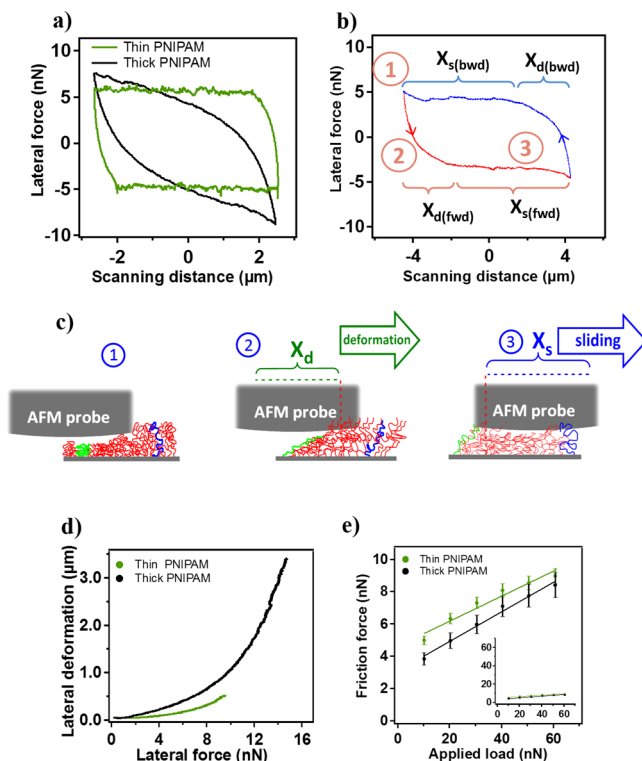 a)
Thin PNIPAM
Thick PNIPAM
Lateral force (nN)
10
5
0
-5
-10
-2 0 2
Scanning distance (µm)
b)
Lateral force (nN)
10
5
0
-5
-10
1
2
3
Xs(bwd) Xd(bwd)
Xd(fwd) Xs(fwd)
-4 0 4
Scanning distance (µm)
c)
1
AFM probe
2
Xd
deformation
AFM probe
3
Xs
sliding
AFM probe
d)
Thin PNIPAM
Thick PNIPAM
Lateral deformation (µm)
3.0
2.0
1.0
0.0
0 4 8 12 16
Lateral force (nN)
e)
Thin PNIPAM
Thick PNIPAM
Friction force (nN)
10
8
6
4
2
0
0 10 20 30 40 50 60
Applied load (nN)
60
40
20
0
0 20 40 60